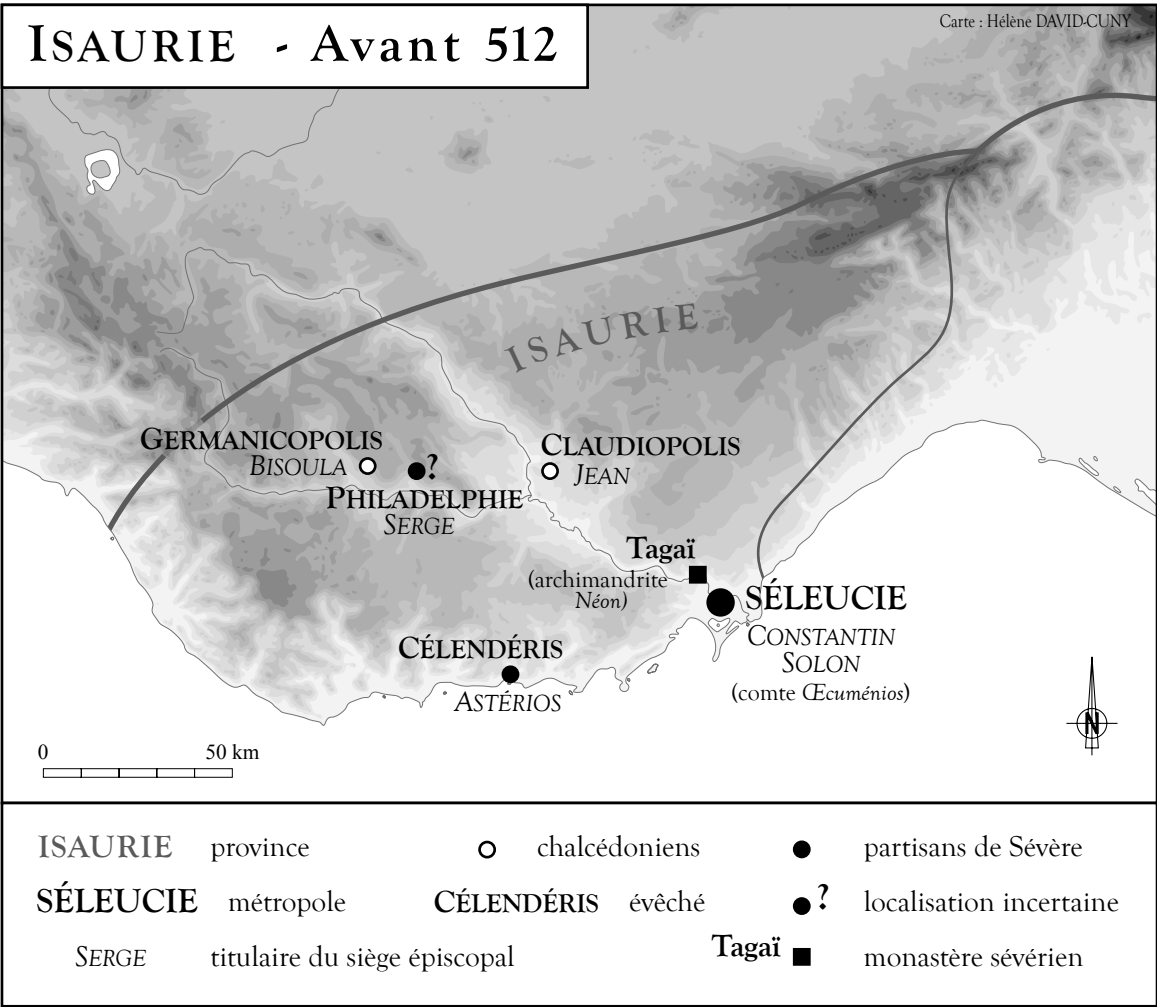 ISAURIE - Avant 512
Carte : Hélène DAVID-CUNY
ISAURIE
GERMANICOPOLIS
BISOULA
?
PHILADELPHIE
SERGE
CLAUDIOPOLIS
JEAN
Tagaï
(archimandrite
Néon)
SÉLEUCIE
CONSTANTIN
SOLON
(comte Œcuménios)
CÉLENDÉRIS
ASTÉRIOS
N
0 50 km
ISAURIE province
chalcédoniens
partisans de Sévère
SÉLEUCIE métropole
CÉLENDÉRIS évêché
? localisation incertaine
SERGE titulaire du siège épiscopal
Tagaï monastère sévérien